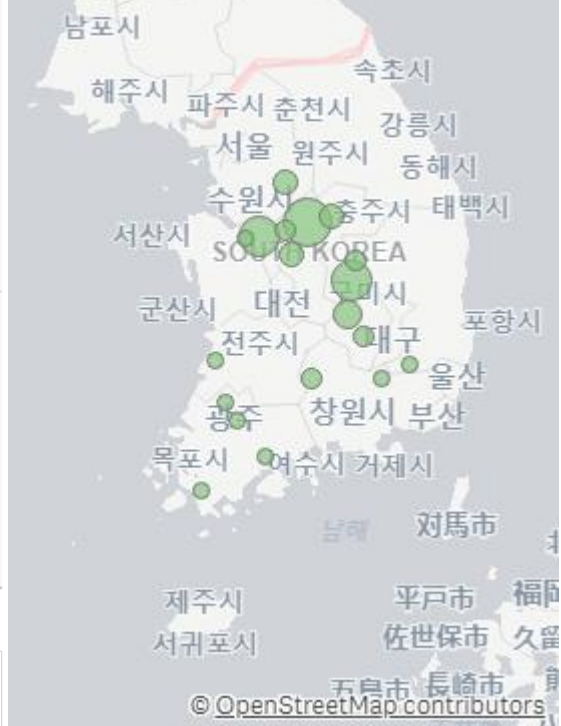 남포시
속초시
해주시
파주시 춘천시
강릉시
서울 원주시
동해시
수원시
충주시 태백시
서산시
SOUTH KOREA
구미시
대전
군산시
포항시
전주시
대구
울산
광주
창원시 부산
목포시
여수시 거제시
남해
対馬市
제주시
平戸市 福岡
서귀포시
佐世保市 久留
五島市 長崎市
© OpenStreetMap contributors